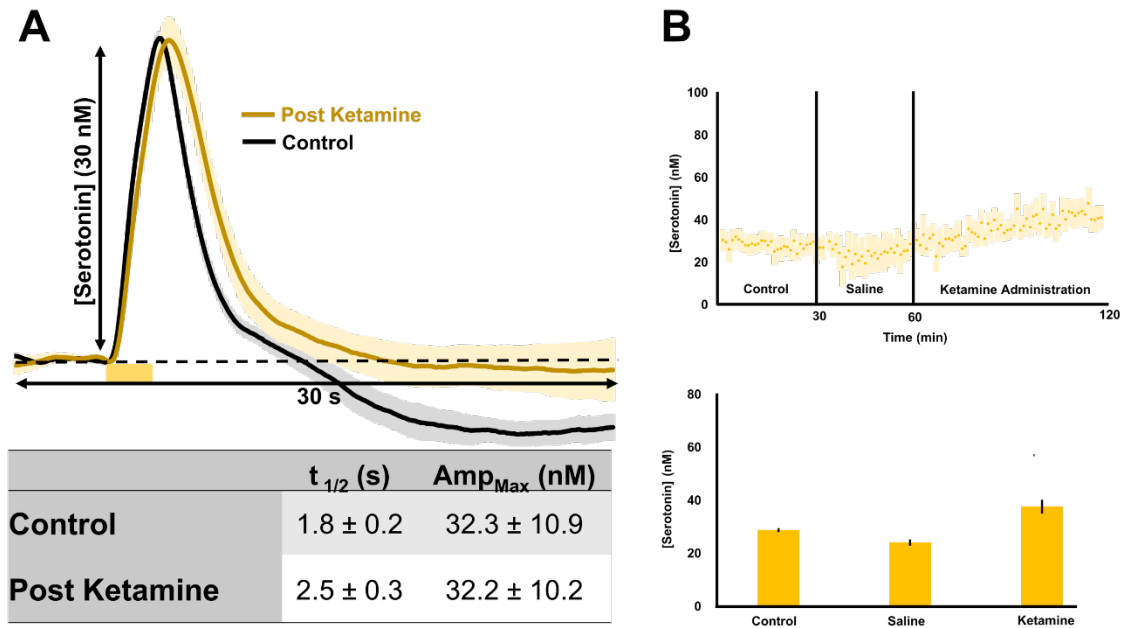 A
[Serotonin] (30 nM)
Post Ketamine
Control
30 s
t 1/2 (s) AmpMax (nM)
Control 1.8 ± 0.2 32.3 ± 10.9
Post Ketamine 2.5 ± 0.3 32.2 ± 10.2
B
[Serotonin] (nM)
100
80
60
40
20
0
Control Saline Ketamine Administration
30 60 120
Time (min)
[Serotonin] (nM)
80
60
40
20
0
Control Saline Ketamine